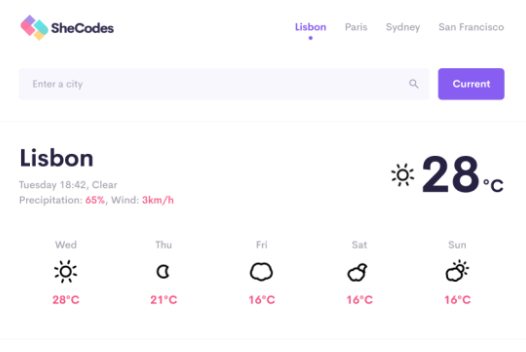 SheCodes
Lisbon Paris Sydney San Francisco
Enter a city
Current
Lisbon
Tuesday 18:42, Clear
Precipitation: 65%, Wind: 3km/h
28°C
Wed Thu Fri Sat Sun
28°C 21°C 16°C 16°C 16°C